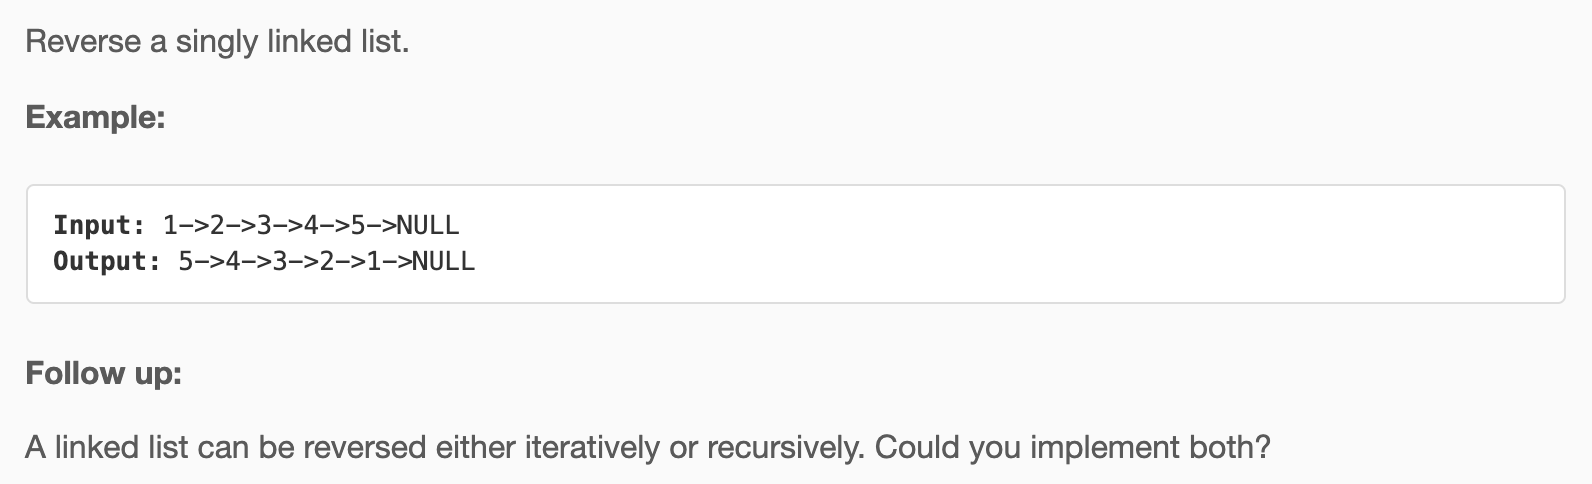 Reverse a singly linked list.
Example:
Input: 1->2->3->4->5->NULL
Output: 5->4->3->2->1->NULL
Follow up:
A linked list can be reversed either iteratively or recursively. Could you implement both?